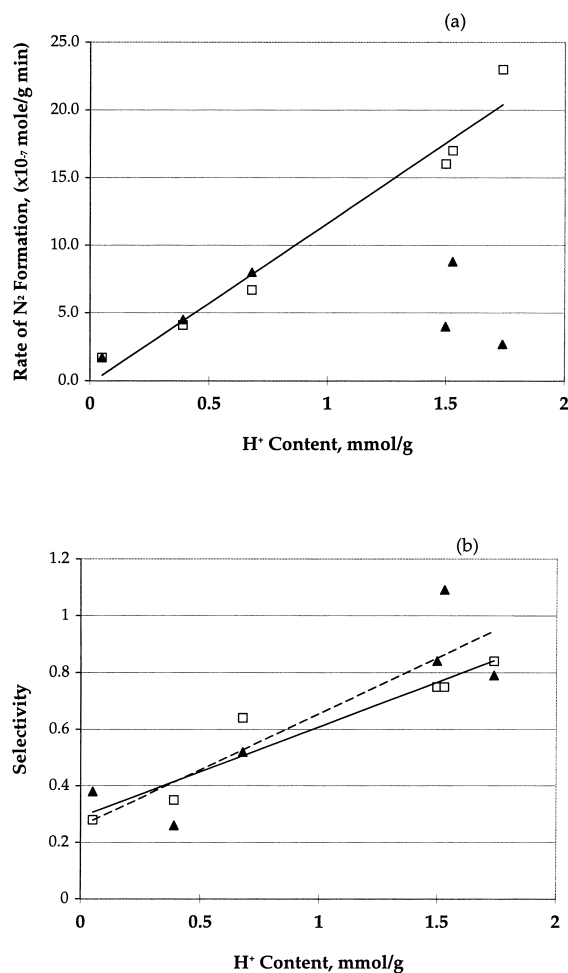 (a)
25.0
20.0
15.0
10.0
5.0
0.0
Rate of N² Formation, (x10-7 mole/g min)
0 0.5 1 1.5 2
H⁺ Content, mmol/g
(b)
1.2
1
0.8
0.6
0.4
0.2
0
Selectivity
0 0.5 1 1.5 2
H⁺ Content, mmol/g